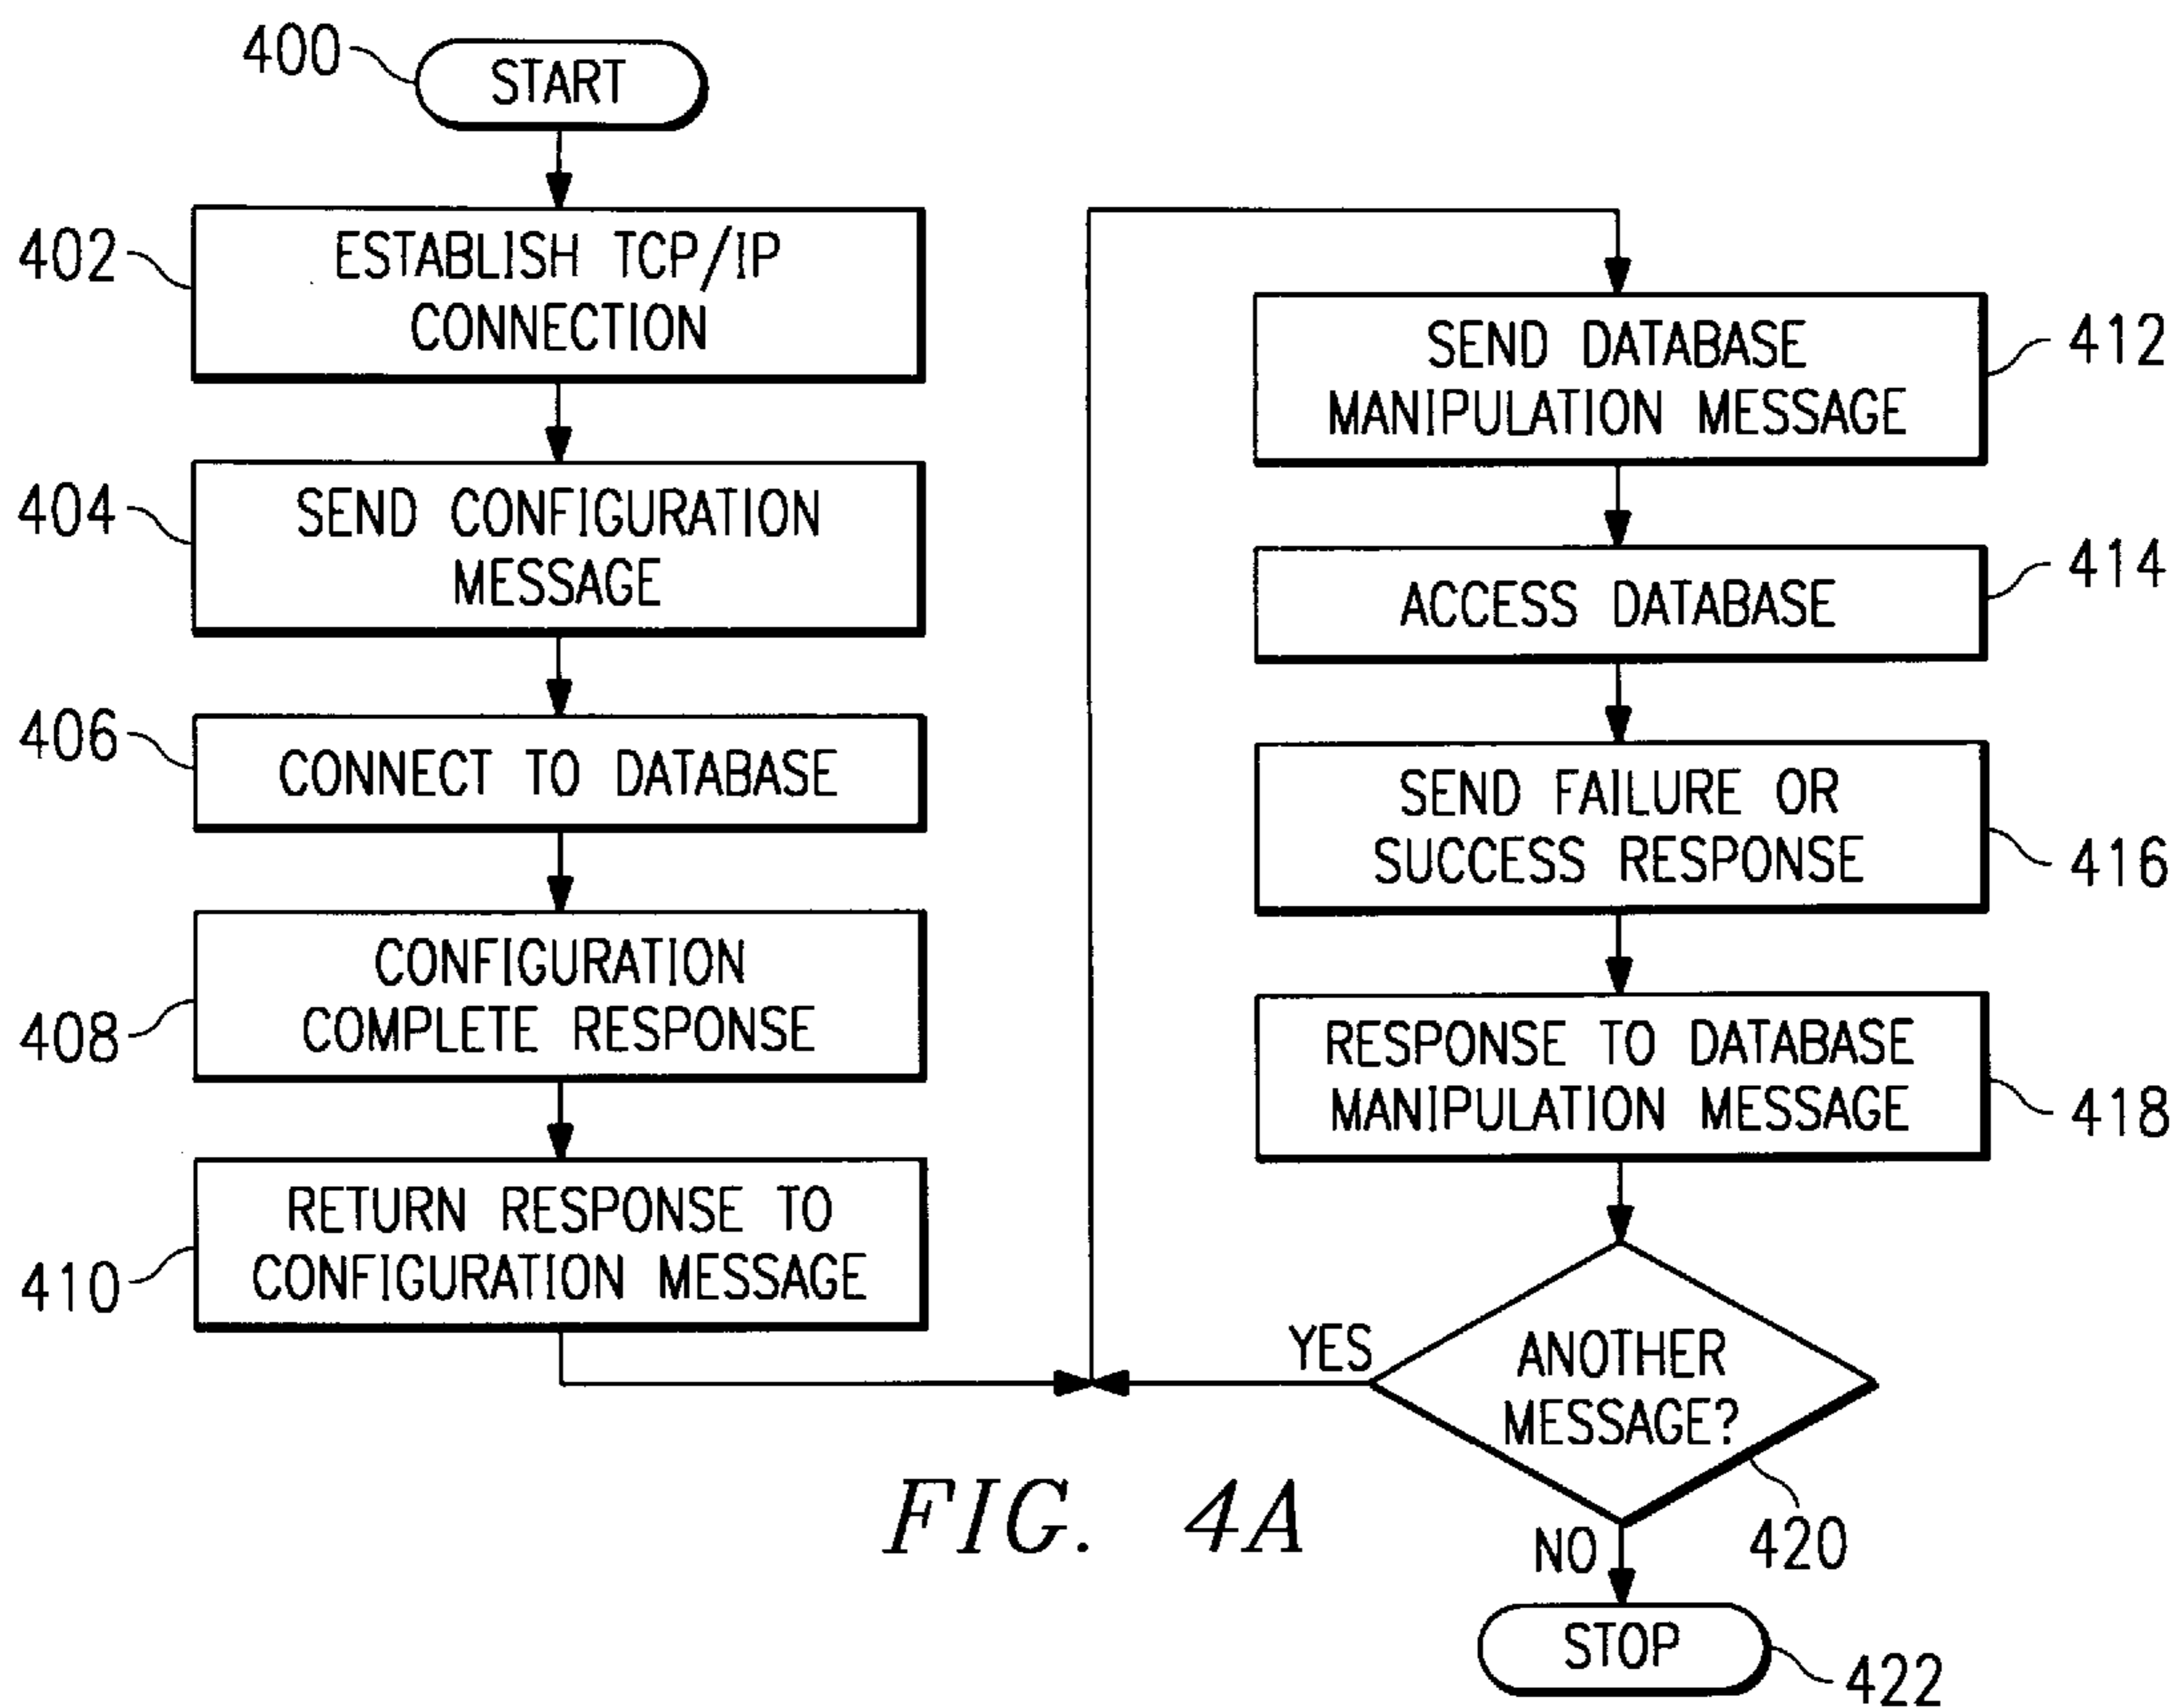 400
START
402
ESTABLISH TCP/IP
CONNECTION
404
SEND CONFIGURATION
MESSAGE
406
CONNECT TO DATABASE
408
CONFIGURATION
COMPLETE RESPONSE
410
RETURN RESPONSE TO
CONFIGURATION MESSAGE
412
SEND DATABASE
MANIPULATION MESSAGE
414
ACCESS DATABASE
416
SEND FAILURE OR
SUCCESS RESPONSE
418
RESPONSE TO DATABASE
MANIPULATION MESSAGE
YES
ANOTHER
MESSAGE?
420
NO
STOP
422
FIG. 4A